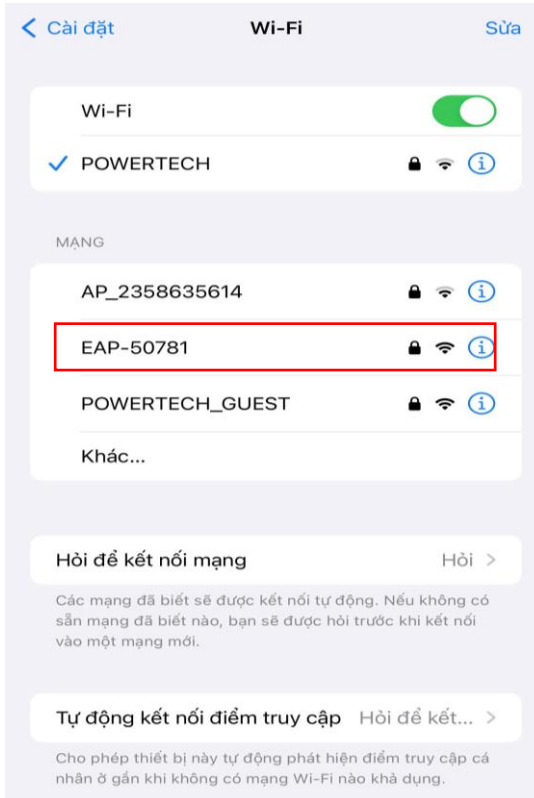 Cài đặt Wi-Fi Sửa
Wi-Fi
POWERTECH
MẠNG
AP_2358635614
EAP-50781
POWERTECH_GUEST
Khác...
Hỏi để kết nối mạng Hỏi
Các mạng đã biết sẽ được kết nối tự động. Nếu không có
sẵn mạng đã biết nào, bạn sẽ được hỏi trước khi kết nối
vào một mạng mới.
Tự động kết nối điểm truy cập Hỏi để kết...
Cho phép thiết bị này tự động phát hiện điểm truy cập cá
nhân ở gần khi không có mạng Wi-Fi nào khả dụng.